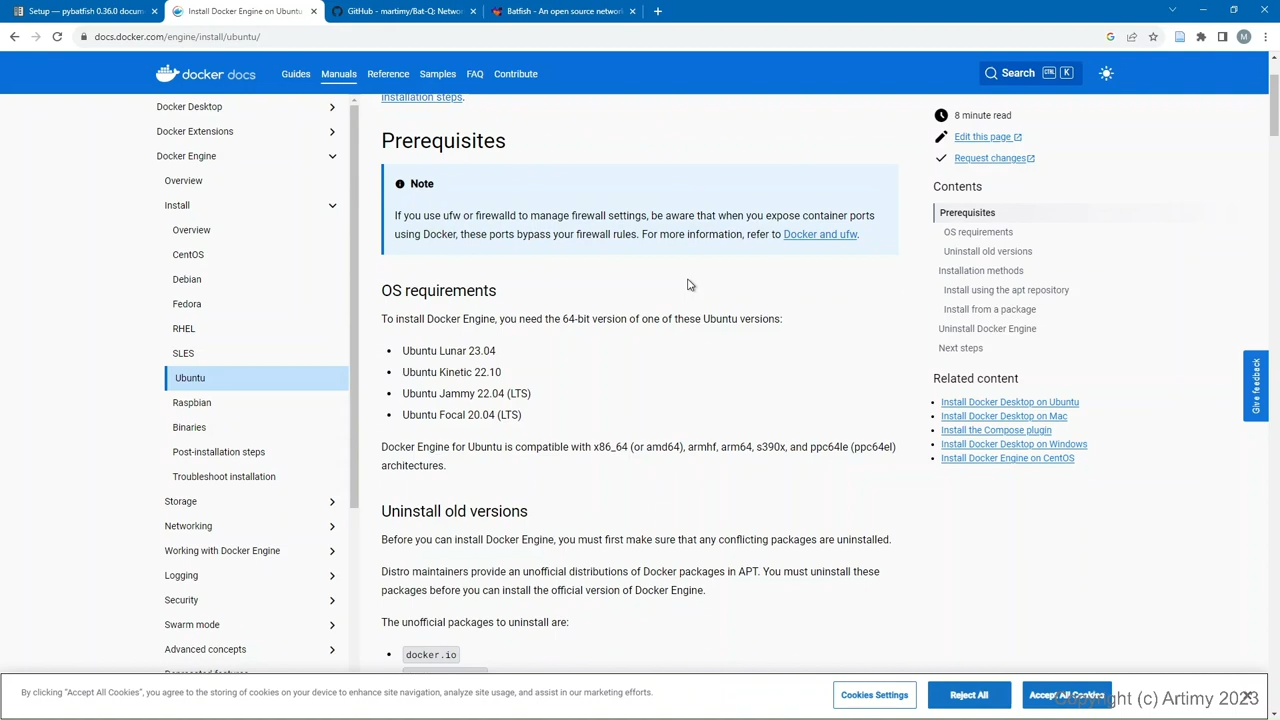 Setup — pybatfish 0.36.0 docum
Install Docker Engine on Ubuntu
GitHub - martimy/Bat-Q: Networ
Batfish - An open source network
docs.docker.com/engine/install/ubuntu/
M
docker docs
Guides
Manuals
Reference
Samples
FAQ
Contribute
Search
CTRL
K
Docker Desktop
Docker Extensions
Docker Engine
Overview
Install
Overview
CentOS
Debian
Fedora
RHEL
SLES
Ubuntu
Raspbian
Binaries
Post-installation steps
Troubleshoot installation
Storage
Networking
Working with Docker Engine
Logging
Security
Swarm mode
Advanced concepts
Deprecated features
installation steps.
Prerequisites
Note
If you use ufw or firewalld to manage firewall settings, be aware that when you expose container ports
using Docker, these ports bypass your firewall rules. For more information, refer to Docker and ufw.
OS requirements
To install Docker Engine, you need the 64-bit version of one of these Ubuntu versions:
• Ubuntu Lunar 23.04
• Ubuntu Kinetic 22.10
• Ubuntu Jammy 22.04 (LTS)
• Ubuntu Focal 20.04 (LTS)
Docker Engine for Ubuntu is compatible with x86_64 (or amd64), armhf, arm64, s390x, and ppc64le (ppc64el)
architectures.
Uninstall old versions
Before you can install Docker Engine, you must first make sure that any conflicting packages are uninstalled.
Distro maintainers provide an unofficial distributions of Docker packages in APT. You must uninstall these
packages before you can install the official version of Docker Engine.
The unofficial packages to uninstall are:
• docker.io
8 minute read
Edit this page
Request changes
Contents
Prerequisites
OS requirements
Uninstall old versions
Installation methods
Install using the apt repository
Install from a package
Uninstall Docker Engine
Next steps
Related content
• Install Docker Desktop on Ubuntu
• Install Docker Desktop on Mac
• Install the Compose plugin
• Install Docker Desktop on Windows
• Install Docker Engine on CentOS
Give feedback
By clicking “Accept All Cookies”, you agree to the storing of cookies on your device to enhance site navigation, analyze site usage, and assist in our marketing efforts.
Cookies Settings
Reject All
Accept All Cookies
Copyright (c) Artimy 2023